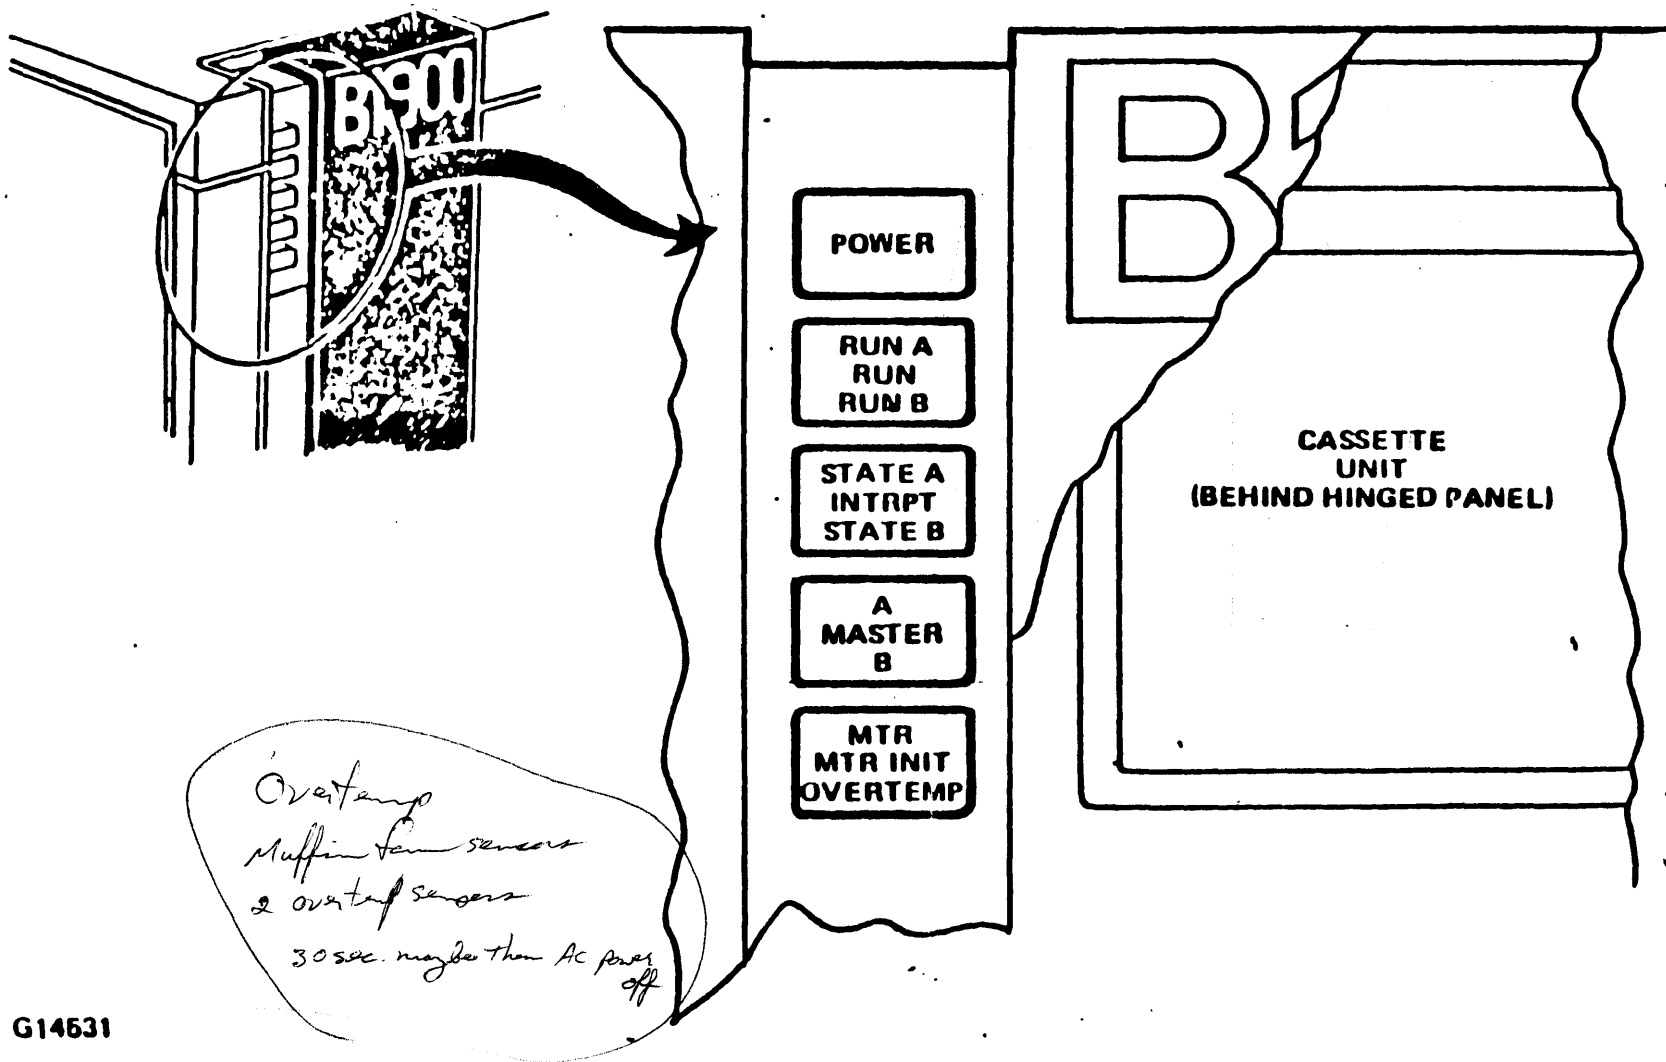 B1900
POWER
RUN A
RUN
RUN B
STATE A
INTRPT
STATE B
A
MASTER
B
MTR
MTR INIT
OVERTEMP
B1
CASSETTE
UNIT
(BEHIND HINGED PANEL)
Overtemp
Muffin fan sensors
2 overtemp sensors
30 sec. maybe then AC power
off
G14631